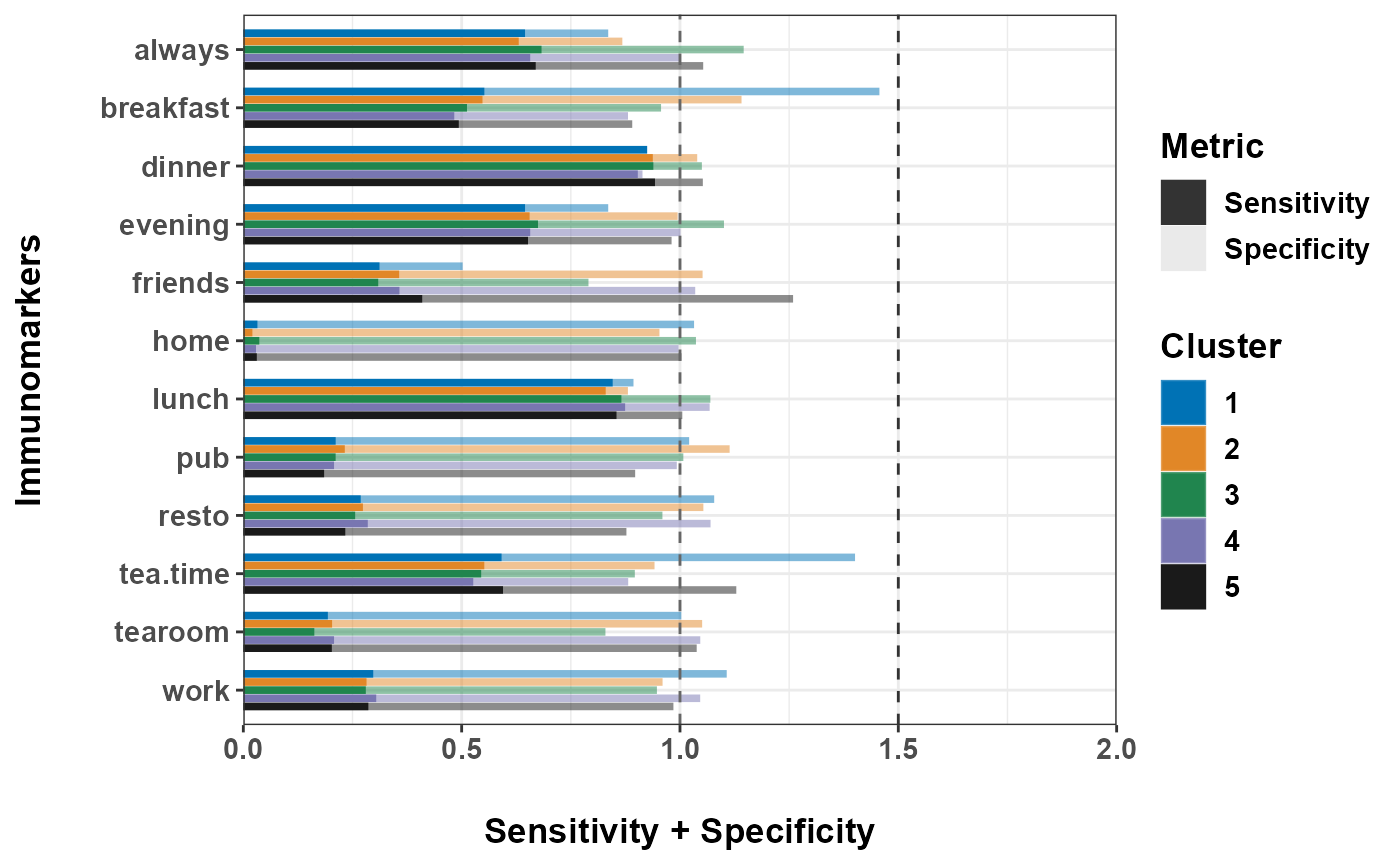 Immunomarkers
always
breakfast
dinner
evening
friends
home
lunch
pub
resto
tea.time
tearoom
work
0.0 0.5 1.0 1.5 2.0
Sensitivity + Specificity
Metric
Sensitivity
Specificity
Cluster
1
2
3
4
5